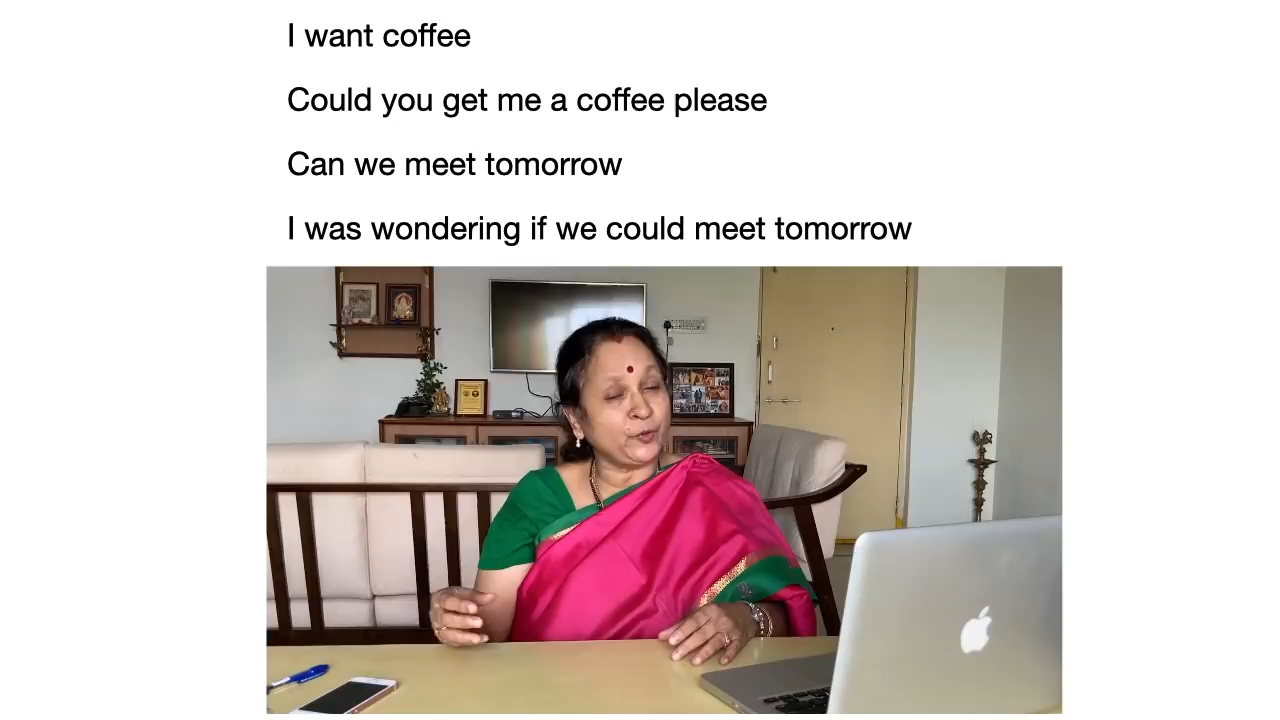 I want coffee
Could you get me a coffee please
Can we meet tomorrow
I was wondering if we could meet tomorrow